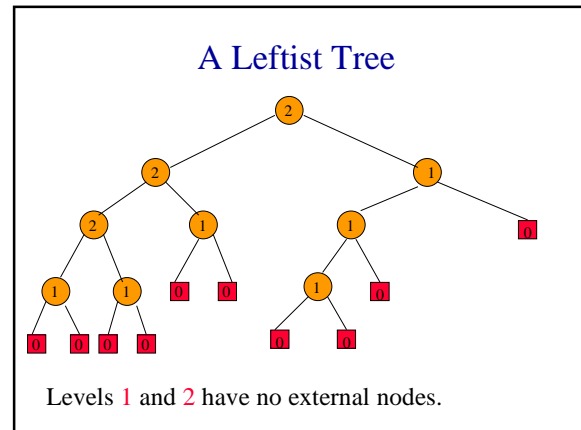 A Leftist Tree
2
2 1
2 1 1 0
1 1 0 0 1 0
0 0 0 0 0 0
Levels 1 and 2 have no external nodes.